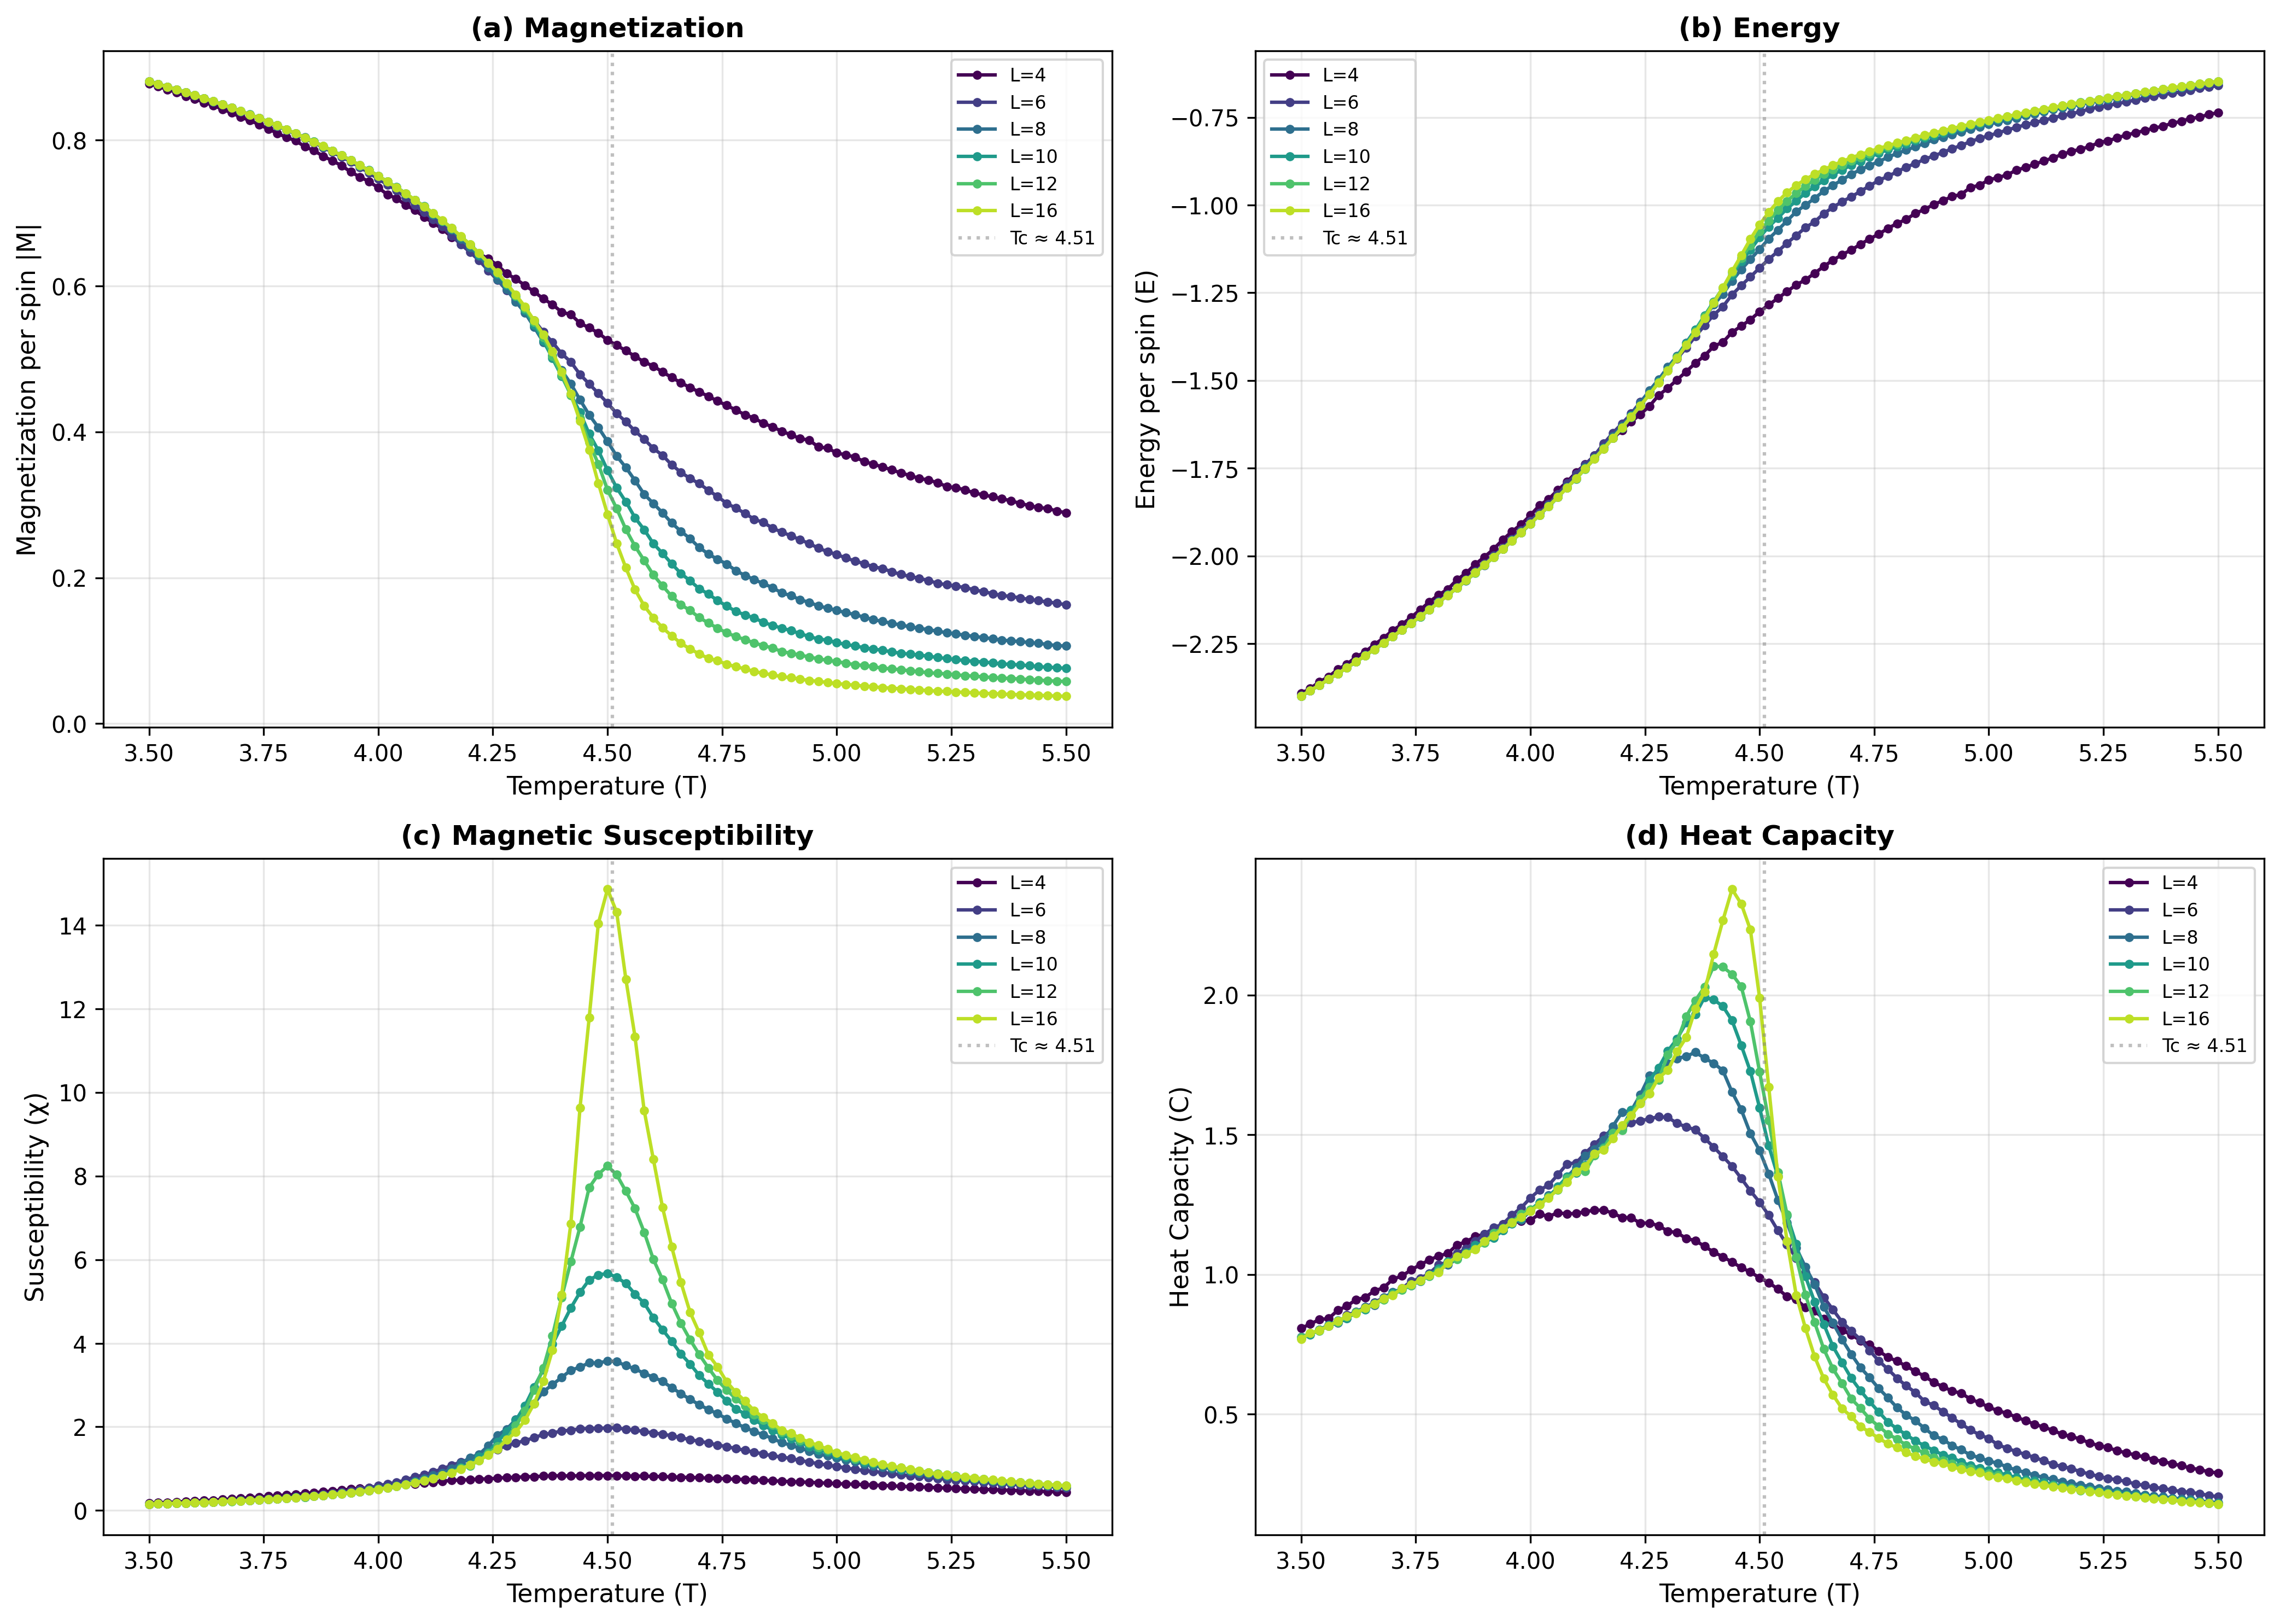 (a) Magnetization
Magnetization per spin |M|
0.8
0.6
0.4
0.2
0.0
3.50 3.75 4.00 4.25 4.50 4.75 5.00 5.25 5.50
Temperature (T)
L=4
L=6
L=8
L=10
L=12
L=16
Tc ≈ 4.51
(b) Energy
Energy per spin (E)
−0.75
−1.00
−1.25
−1.50
−1.75
−2.00
−2.25
3.50 3.75 4.00 4.25 4.50 4.75 5.00 5.25 5.50
Temperature (T)
L=4
L=6
L=8
L=10
L=12
L=16
Tc ≈ 4.51
(c) Magnetic Susceptibility
Susceptibility (χ)
14
12
10
8
6
4
2
0
3.50 3.75 4.00 4.25 4.50 4.75 5.00 5.25 5.50
Temperature (T)
L=4
L=6
L=8
L=10
L=12
L=16
Tc ≈ 4.51
(d) Heat Capacity
Heat Capacity (C)
2.0
1.5
1.0
0.5
3.50 3.75 4.00 4.25 4.50 4.75 5.00 5.25 5.50
Temperature (T)
L=4
L=6
L=8
L=10
L=12
L=16
Tc ≈ 4.51